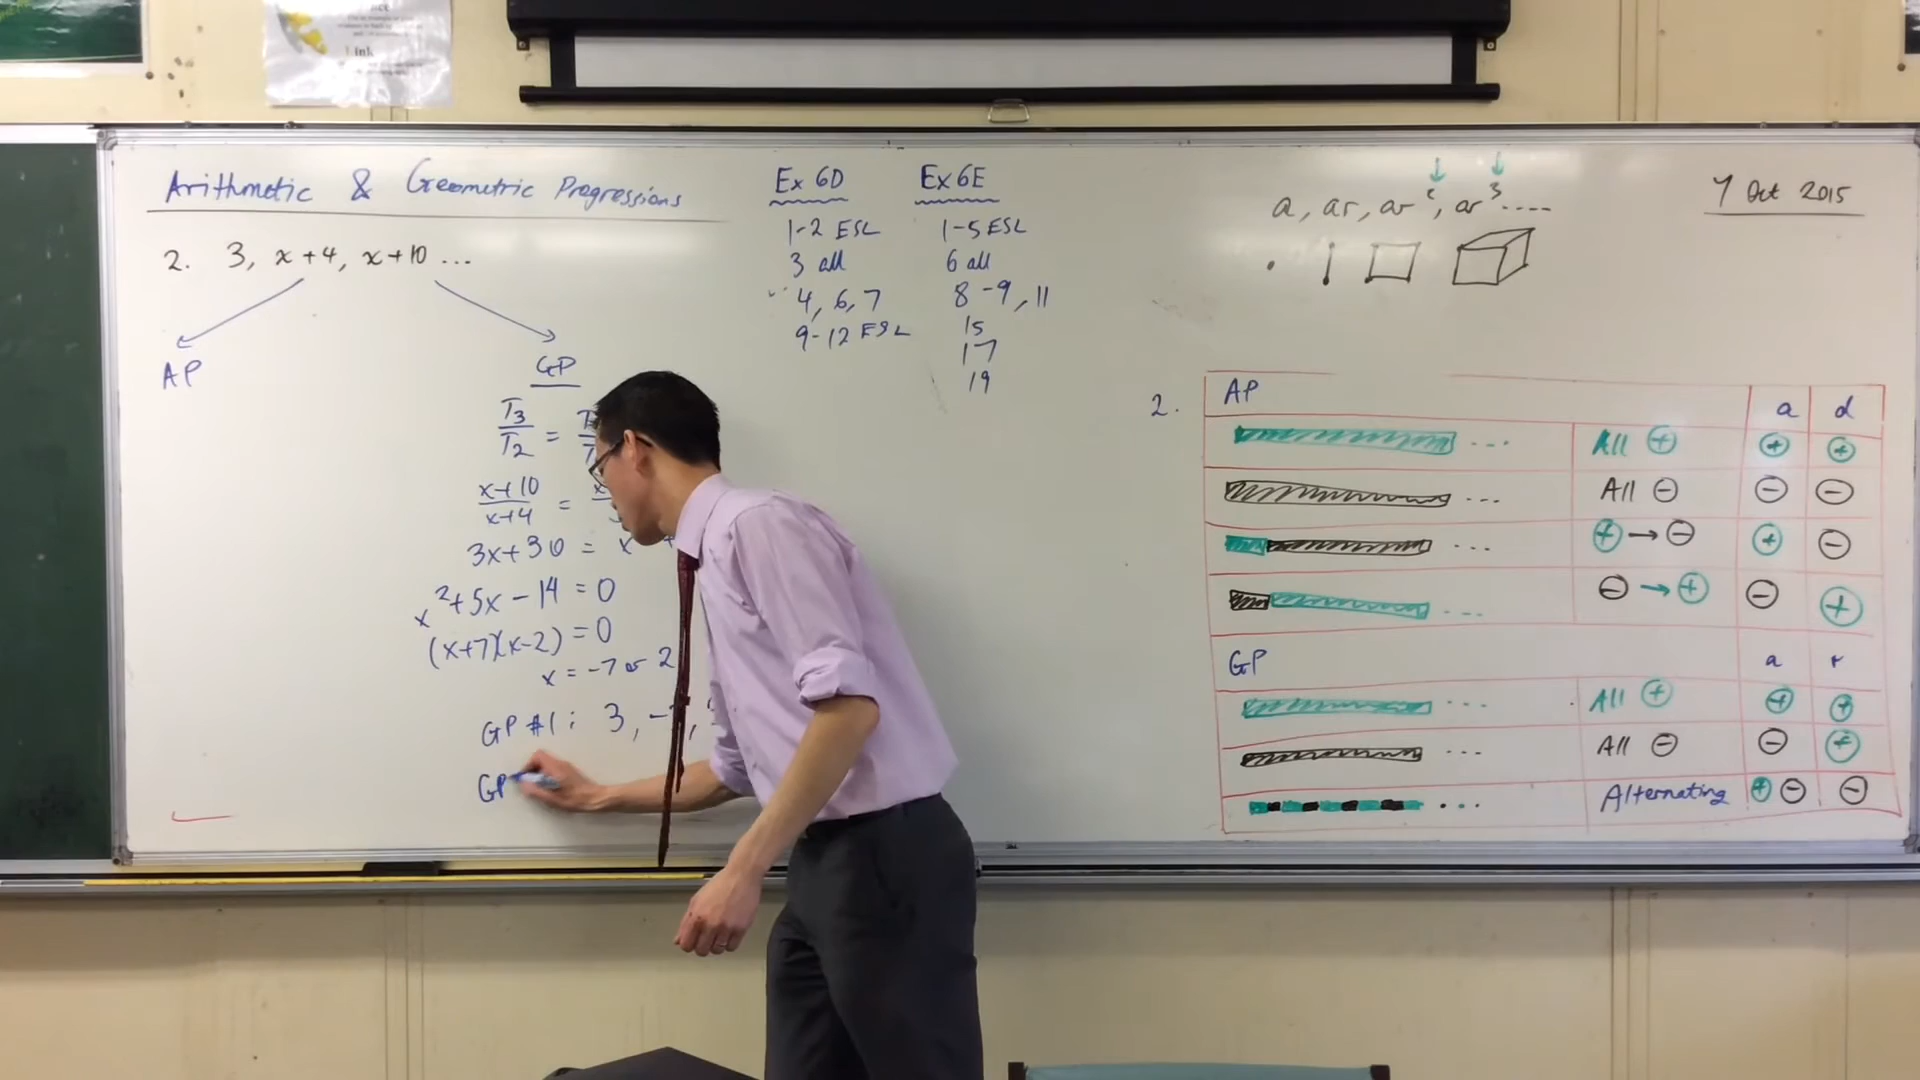 Arithmetic & Geometric Progressions
2. 3, x+4, x+10 ...
AP
GP
T3/T2 =
x+10/x+4 =
3x+30 = x
x²+5x-14 = 0
(x+7)(x-2) = 0
x = -7 or 2
GP #1: 3, -
GP
Ex 6D
1-2 ESL
3 all
4, 6, 7
9-12 ESL
Ex 6E
1-5 ESL
6 all
8-9, 11
15
17
19
a, ar, ar², ar³ ....
7 Oct 2015
2.
AP a d
... All + + +
... All - - -
... + → - + -
... - → + - +
GP a r
... All + + +
... All - - +
... Alternating + - -